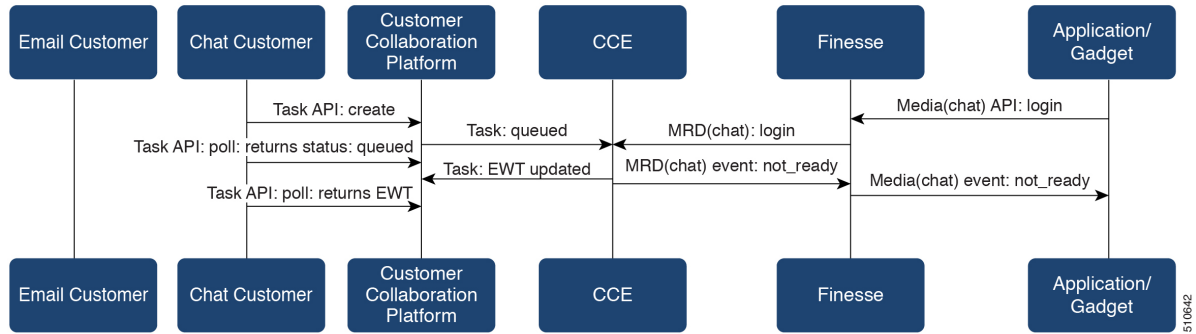 Email Customer
Chat Customer
Customer
Collaboration
Platform
CCE
Finesse
Application/
Gadget
Task API: create
Media(chat) API: login
Task: queued
MRD(chat): login
Task API: poll: returns status: queued
Task: EWT updated
MRD(chat) event: not_ready
Media(chat) event: not_ready
Task API: poll: returns EWT
Email Customer
Chat Customer
Customer
Collaboration
Platform
CCE
Finesse
Application/
Gadget
510642